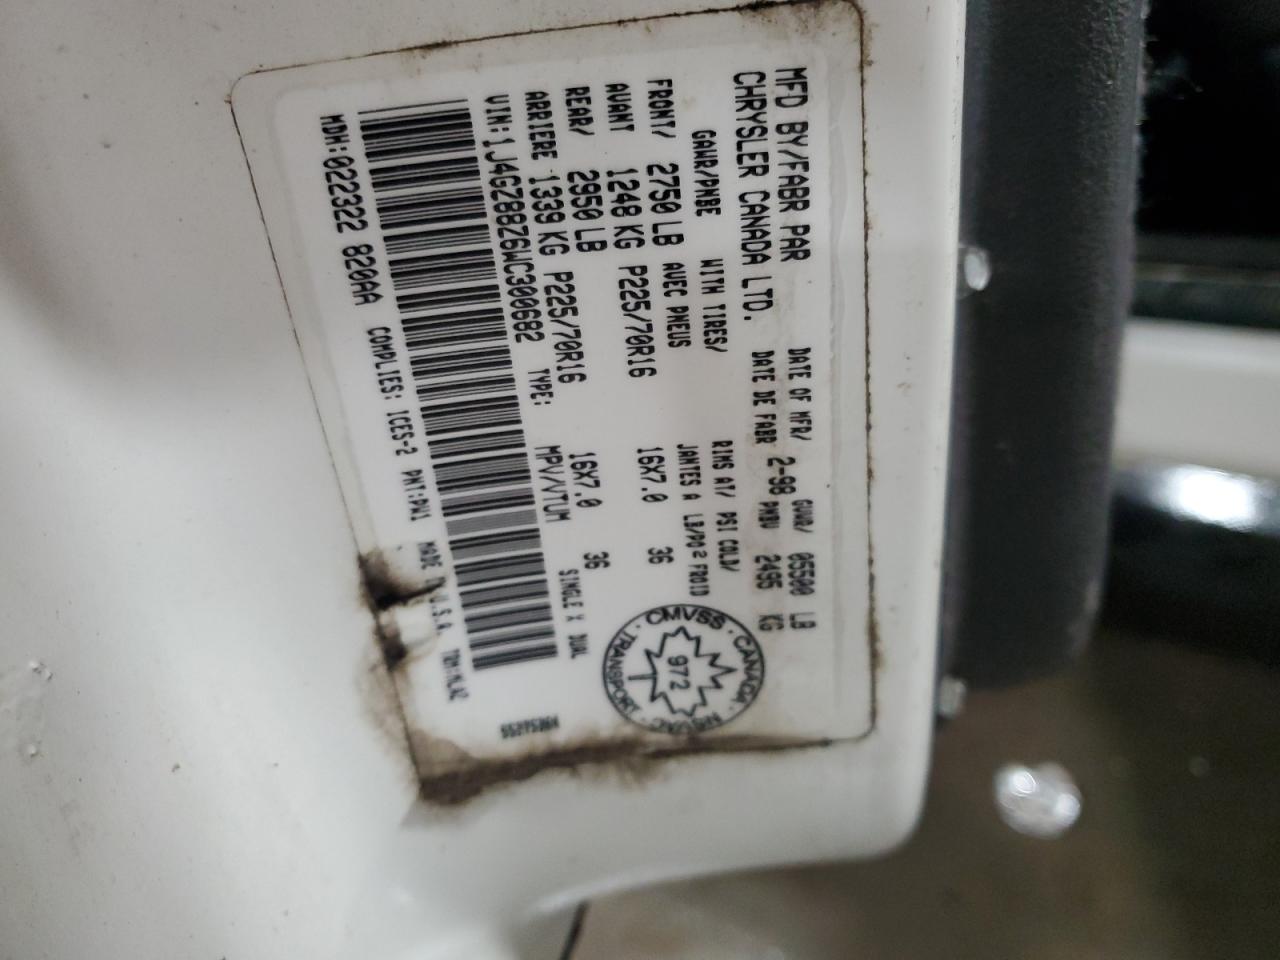 MFD BY/FABR PAR
CHRYSLER CANADA LTD.
DATE OF MFR/
DATE DE FABR 2-98
GVWR/ 05500 LB
PNBV 2495 KG
GAWR/PNBE WITH TIRES/ RIMS AT/ PSI COLD/
AVEC PNEUS JANTES A LB/PO2 FROID
FRONT/ 2750 LB
AVANT 1248 KG P225/70R16 16X7.0 36
REAR/ 2950 LB
ARRIERE 1339 KG P225/70R16 16X7.0 36
VIN:1J4GZ88Z6WC300682 TYPE: MPV/VTUM SINGLE X DUAL
MDH:022322 820AA COMPLIES: ICES-2 PNT:PW1 MADE IN U.S.A.
CMVSS · CANADA · NSVAC · TRANSPORT ·
972